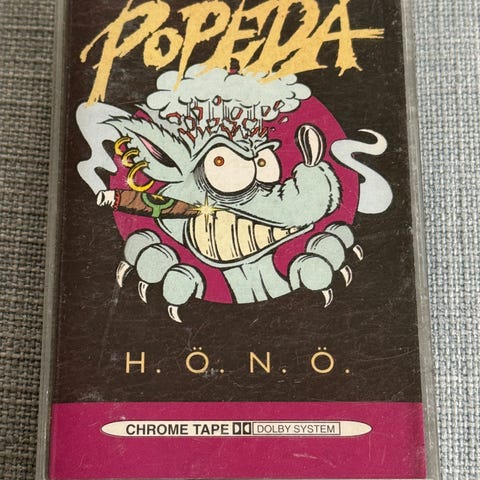 POPEDA
H. Ö. N. Ö.
CHROME TAPE DOLBY SYSTEM